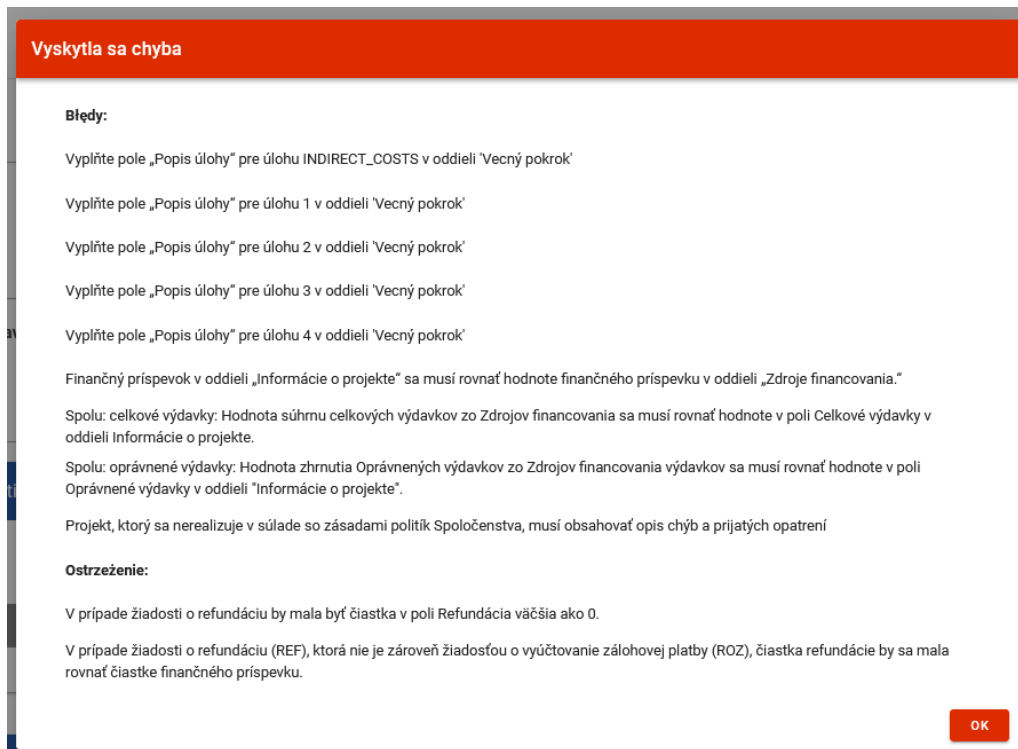 Vyskytla sa chyba
Błędy:
Vyplňte pole „Popis úlohy“ pre úlohu INDIRECT_COSTS v oddieli 'Vecný pokrok'
Vyplňte pole „Popis úlohy“ pre úlohu 1 v oddieli 'Vecný pokrok'
Vyplňte pole „Popis úlohy“ pre úlohu 2 v oddieli 'Vecný pokrok'
Vyplňte pole „Popis úlohy“ pre úlohu 3 v oddieli 'Vecný pokrok'
Vyplňte pole „Popis úlohy“ pre úlohu 4 v oddieli 'Vecný pokrok'
Finančný príspevok v oddieli „Informácie o projekte“ sa musí rovnať hodnote finančného príspevku v oddieli „Zdroje financovania.“
Spolu: celkové výdavky: Hodnota súhrnu celkových výdavkov zo Zdrojov financovania sa musí rovnať hodnote v poli Celkové výdavky v
oddieli Informácie o projekte.
Spolu: oprávnené výdavky: Hodnota zhrnutia Oprávnených výdavkov zo Zdrojov financovania výdavkov sa musí rovnať hodnote v poli
Oprávnené výdavky v oddieli "Informácie o projekte".
Projekt, ktorý sa nerealizuje v súlade so zásadami politík Spoločenstva, musí obsahovať opis chýb a prijatých opatrení
Ostrzeżenie:
V prípade žiadosti o refundáciu by mala byť čiastka v poli Refundácia väčšia ako 0.
V prípade žiadosti o refundáciu (REF), ktorá nie je zároveň žiadosťou o vyúčtovanie zálohovej platby (ROZ), čiastka refundácie by sa mala
rovnať čiastke finančného príspevku.
OK